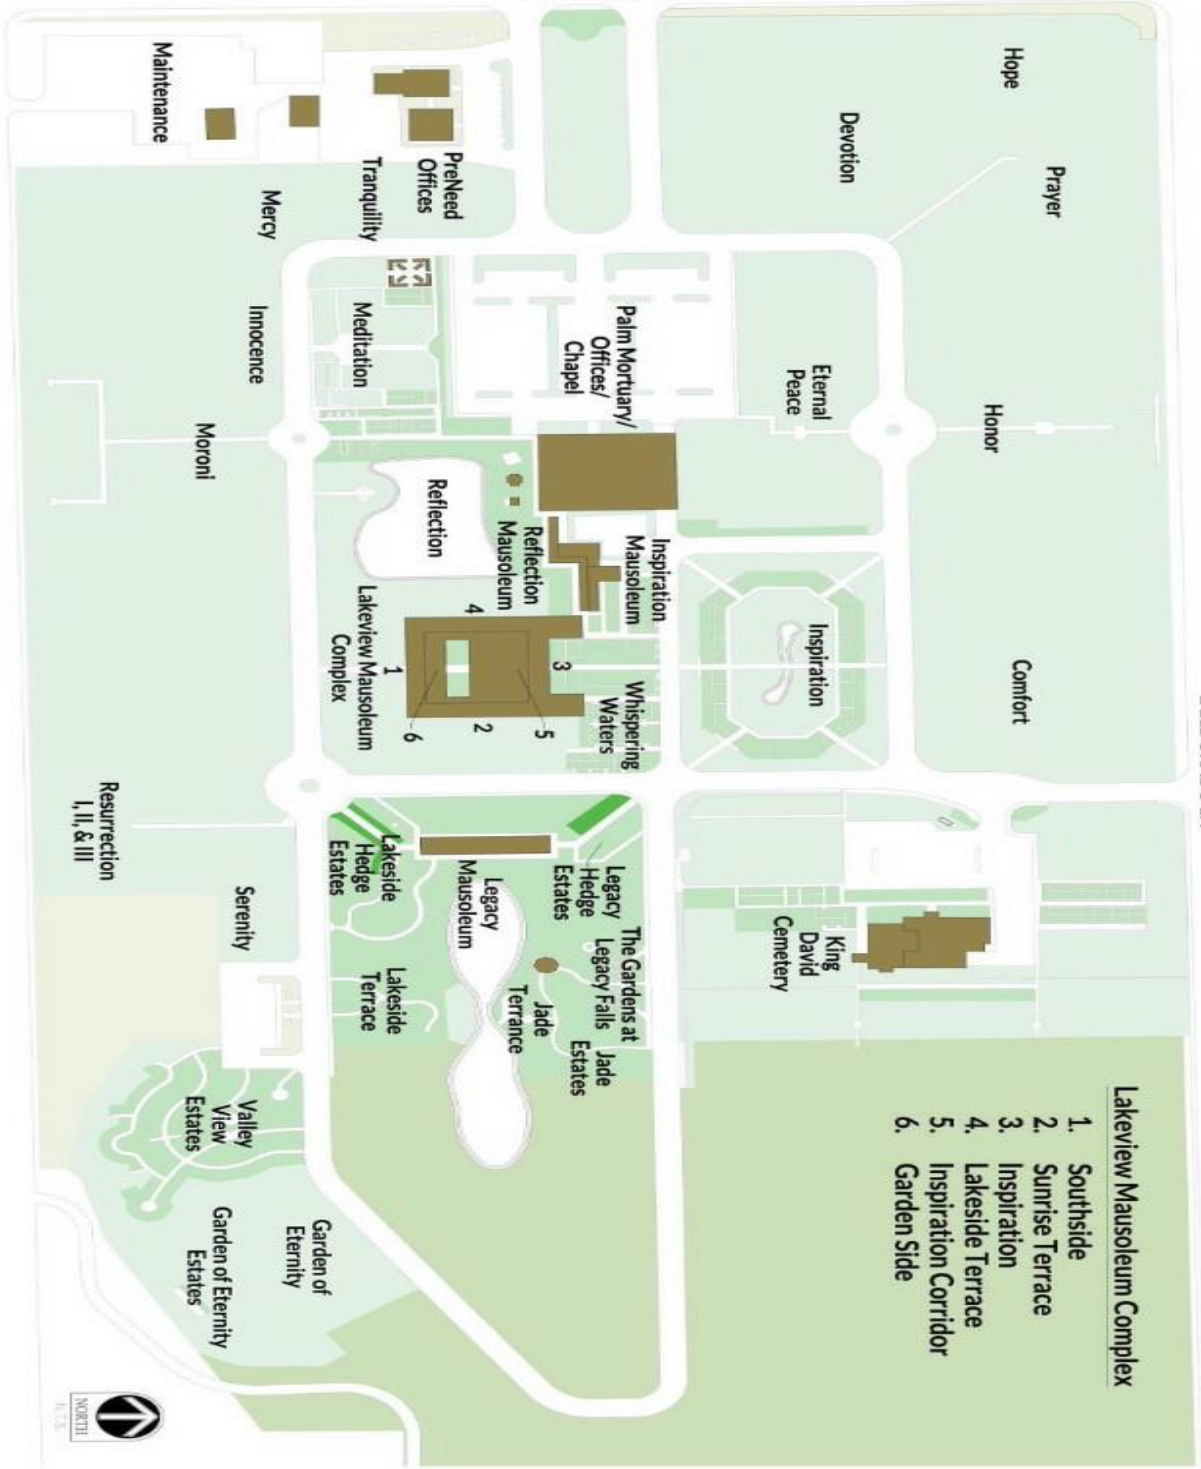 Lakeview Mausoleum Complex
1. Southside
2. Sunrise Terrace
3. Inspiration
4. Lakeside Terrace
5. Inspiration Corridor
6. Garden Side
Hope
Prayer
Devotion
Honor
Comfort
Eternal
Peace
Inspiration
King
David
Cemetery
Palm Mortuary/
Offices/
Chapel
Inspiration
Mausoleum
Whispering
Waters
Reflection
Mausoleum
3
5
4
2
6
1
Lakeview Mausoleum
Complex
The Gardens at
Legacy Falls
Legacy
Hedge
Estates
Jade
Estates
Jade
Terrance
Legacy
Mausoleum
PreNeed
Offices
Tranquility
Meditation
Reflection
Lakeside
Hedge
Estates
Lakeside
Terrace
Maintenance
Mercy
Innocence
Moroni
Serenity
Resurrection
I, II, & III
Valley
View
Estates
Garden of
Eternity
Garden of Eternity
Estates
NORTH
N.T.S.